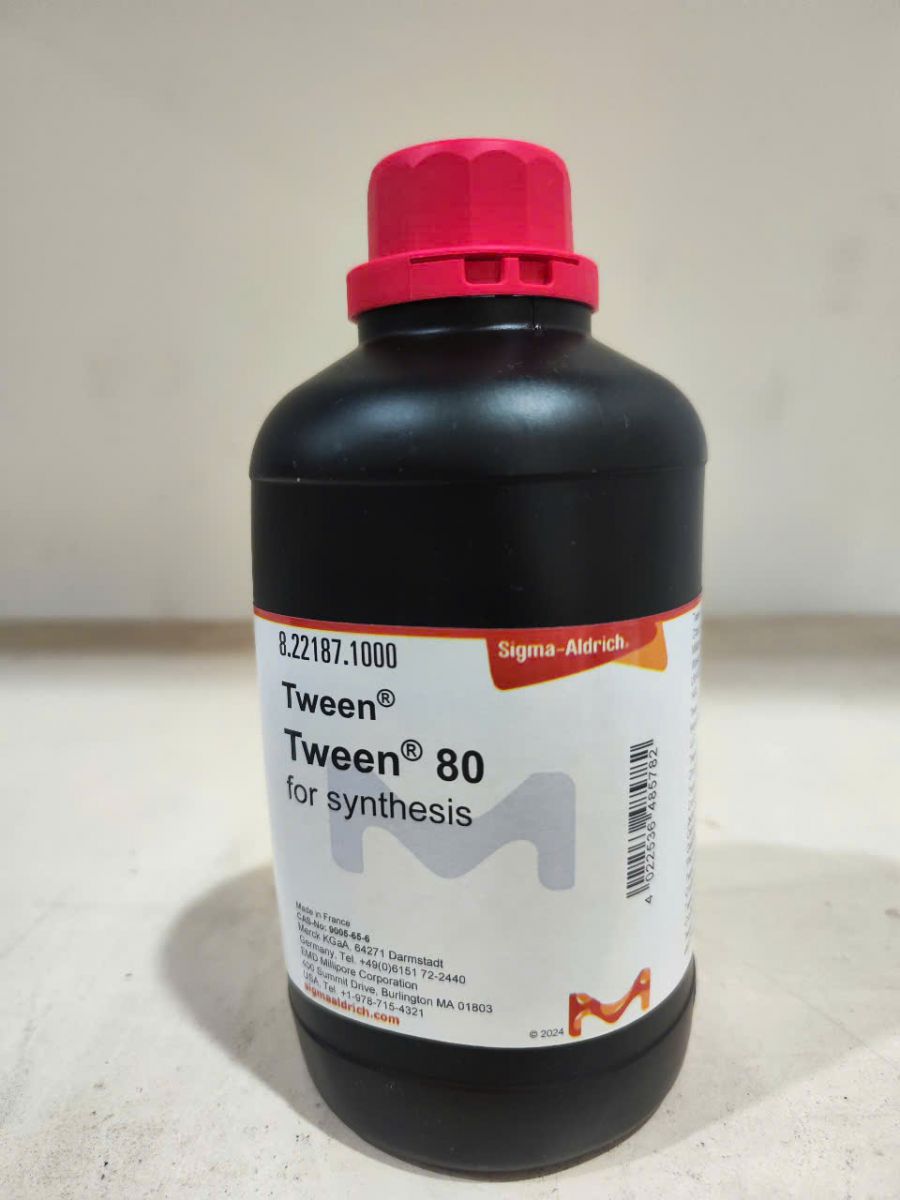 8.22187.1000
Sigma-Aldrich®
Tween®
Tween® 80
for synthesis
4 022536 485782
Made in France
CAS-No: 9005-65-6
Merck KGaA, 64271 Darmstadt
Germany, Tel. +49(0)6151 72-2440
EMD Millipore Corporation
400 Summit Drive, Burlington MA 01803
USA, Tel. +1-978-715-4321
sigmaaldrich.com
© 2024